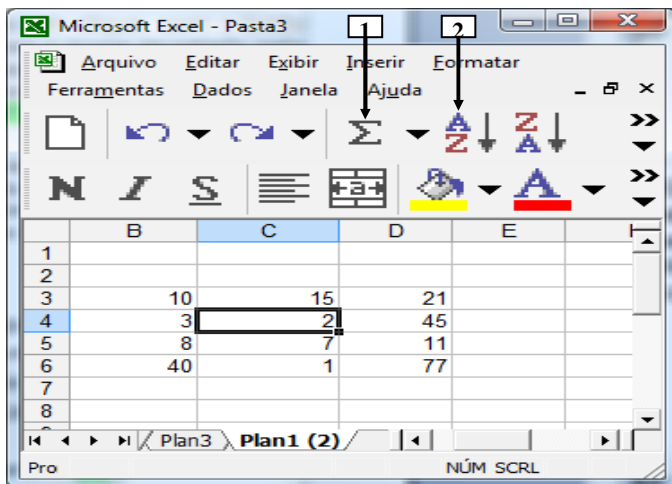 Microsoft Excel - Pasta3
1 2
Arquivo Editar Exibir Inserir Formatar
Ferramentas Dados Janela Ajuda
Σ A Z Z A
N I S a A
B C D E
1
2
3 10 15 21
4 3 2 45
5 8 7 11
6 40 1 77
7
8
Plan3 Plan1 (2)
Pro NÚM SCRL